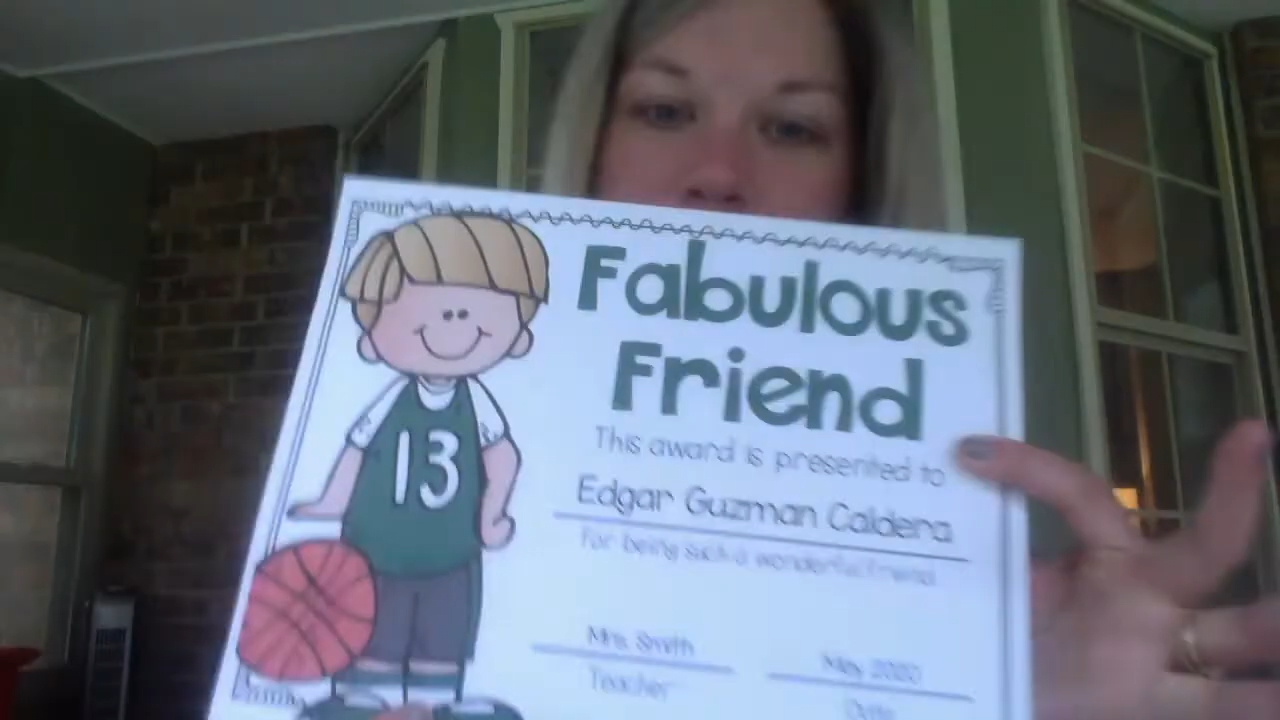 Fabulous
Friend
This award is presented to
Edgar Guzman Caldera
for being such a wonderful friend
13
Mrs. Smith
May 2020
Teacher
Date